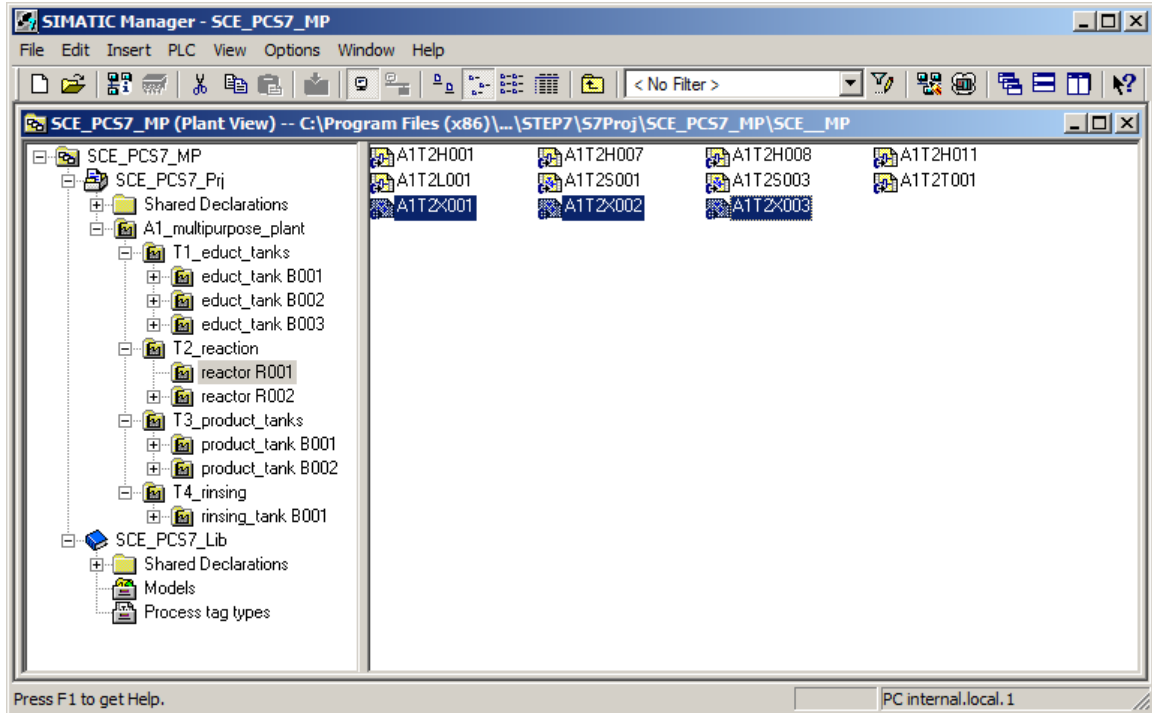 SIMATIC Manager - SCE_PCS7_MP
File Edit Insert PLC View Options Window Help
< No Filter >
SCE_PCS7_MP (Plant View) -- C:\Program Files (x86)\...\STEP7\S7Proj\SCE_PCS7_MP\SCE__MP
SCE_PCS7_MP
SCE_PCS7_Prj
Shared Declarations
A1_multipurpose_plant
T1_educt_tanks
educt_tank B001
educt_tank B002
educt_tank B003
T2_reaction
reactor R001
reactor R002
T3_product_tanks
product_tank B001
product_tank B002
T4_rinsing
rinsing_tank B001
SCE_PCS7_Lib
Shared Declarations
Models
Process tag types
A1T2H001 A1T2H007 A1T2H008 A1T2H011
A1T2L001 A1T2S001 A1T2S003 A1T2T001
A1T2X001 A1T2X002 A1T2X003
Press F1 to get Help. PC internal.local.1